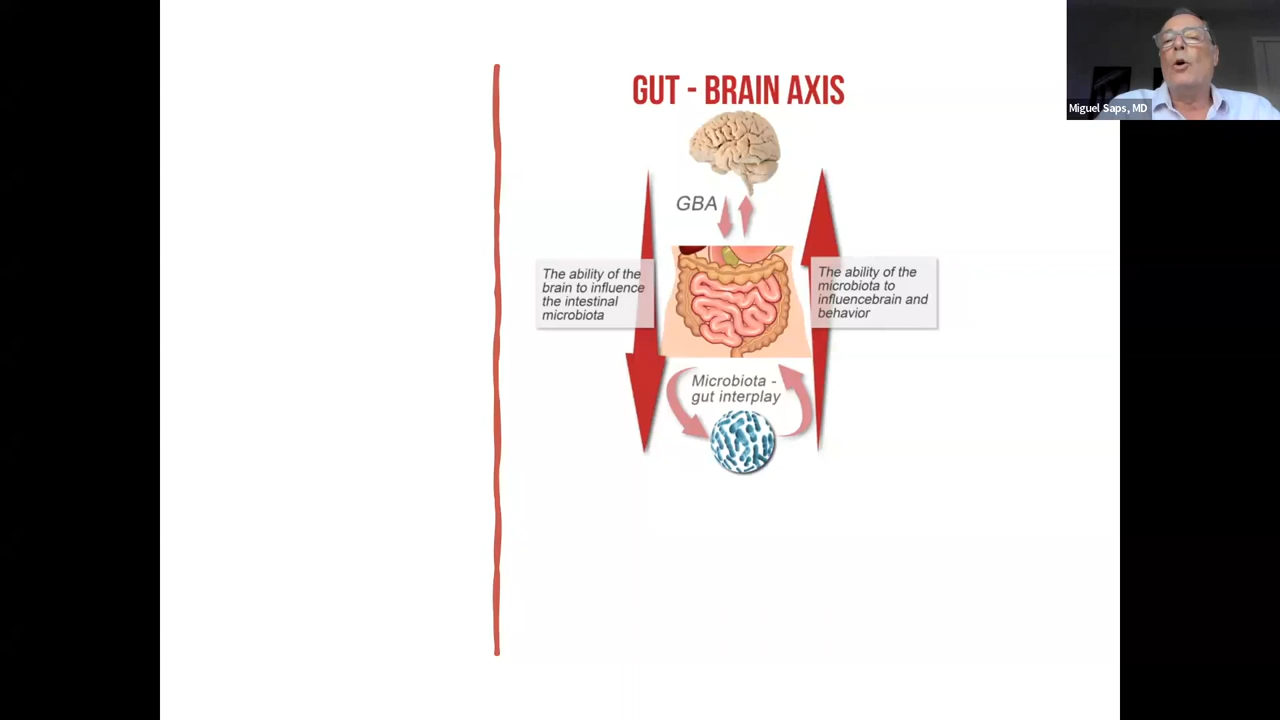 GUT - BRAIN AXIS
Miguel Saps, MD
GBA
The ability of the
brain to influence
the intestinal
microbiota
The ability of the
microbiota to
influencebrain and
behavior
Microbiota -
gut interplay